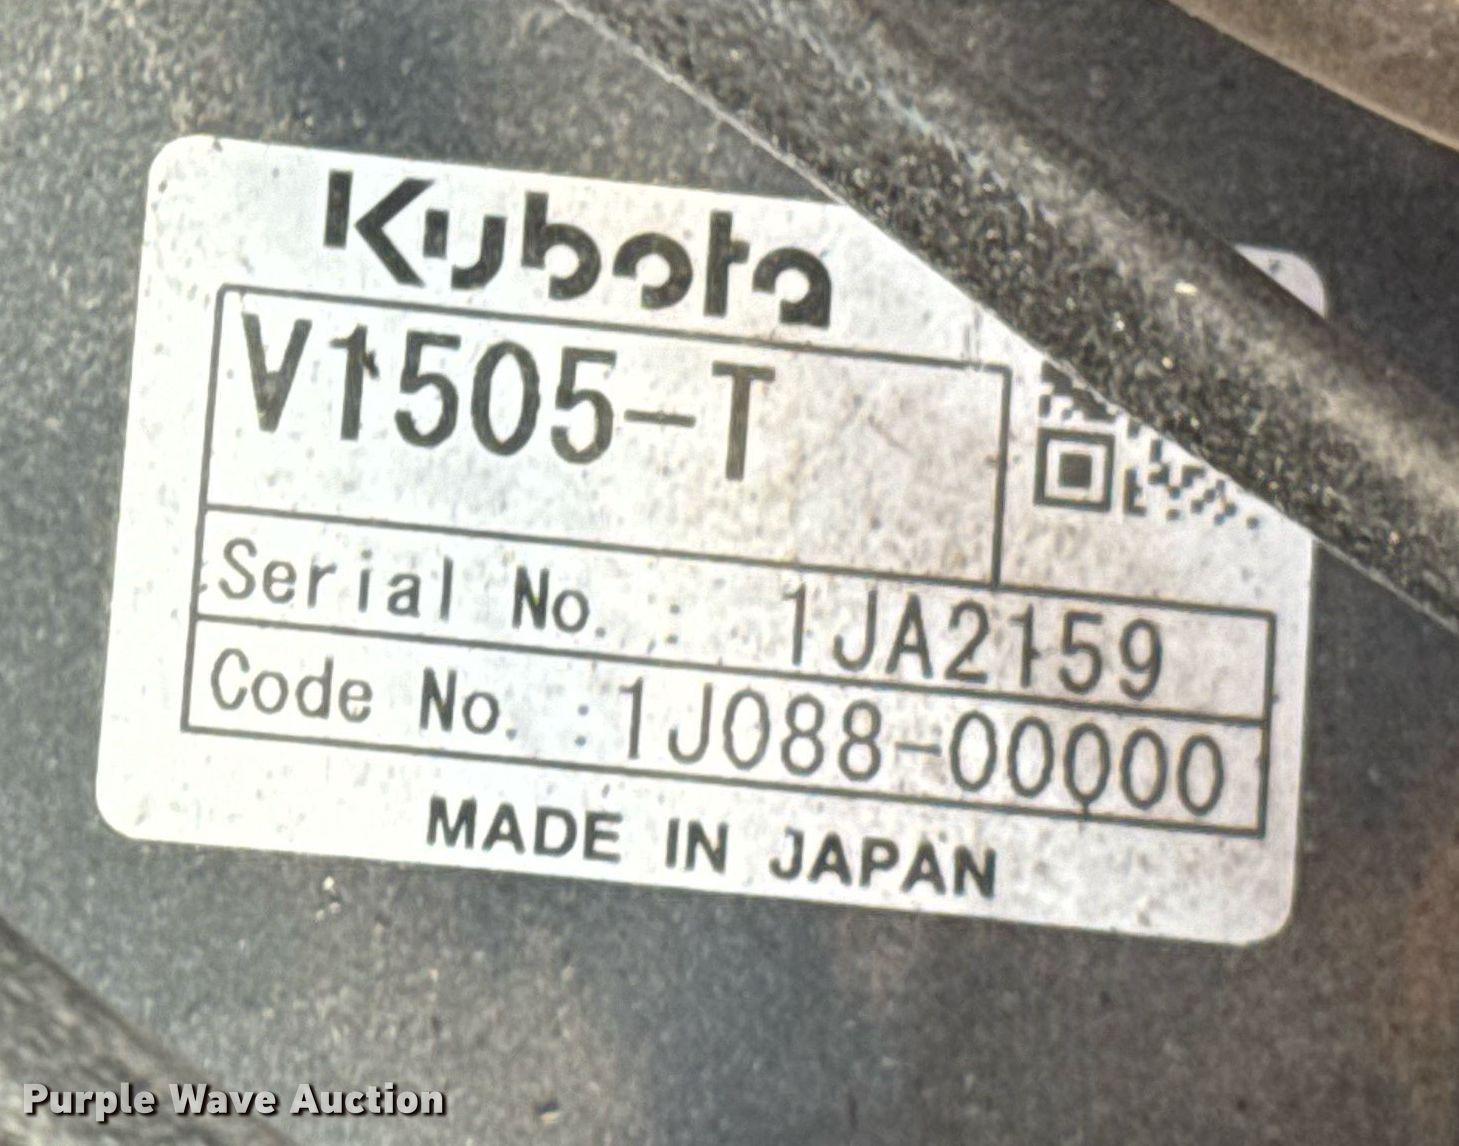 Kubota
V1505-T
Serial No. : 1JA2159
Code No. :1J088-00000
MADE IN JAPAN
Purple Wave Auction